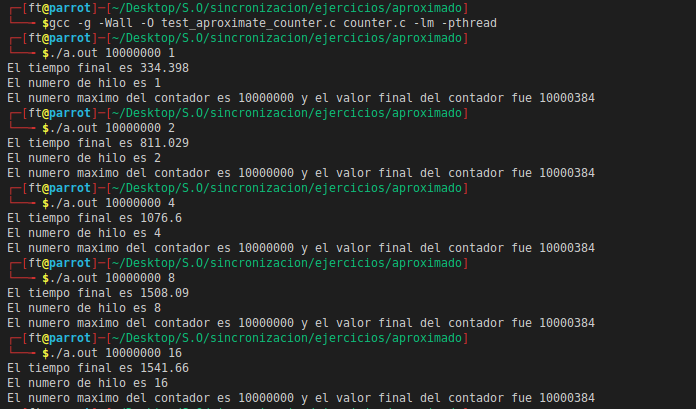 ┌─[ft@parrot]─[~/Desktop/S.O/sincronizacion/ejercicios/aproximado]
└──╼ $gcc -g -Wall -O test_aproximate_counter.c counter.c -lm -pthread
┌─[ft@parrot]─[~/Desktop/S.O/sincronizacion/ejercicios/aproximado]
└──╼ $./a.out 10000000 1
El tiempo final es 334.398
El numero de hilo es 1
El numero maximo del contador es 10000000 y el valor final del contador fue 10000384
┌─[ft@parrot]─[~/Desktop/S.O/sincronizacion/ejercicios/aproximado]
└──╼ $./a.out 10000000 2
El tiempo final es 811.029
El numero de hilo es 2
El numero maximo del contador es 10000000 y el valor final del contador fue 10000384
┌─[ft@parrot]─[~/Desktop/S.O/sincronizacion/ejercicios/aproximado]
└──╼ $./a.out 10000000 4
El tiempo final es 1076.6
El numero de hilo es 4
El numero maximo del contador es 10000000 y el valor final del contador fue 10000384
┌─[ft@parrot]─[~/Desktop/S.O/sincronizacion/ejercicios/aproximado]
└──╼ $./a.out 10000000 8
El tiempo final es 1508.09
El numero de hilo es 8
El numero maximo del contador es 10000000 y el valor final del contador fue 10000384
┌─[ft@parrot]─[~/Desktop/S.O/sincronizacion/ejercicios/aproximado]
└──╼ $./a.out 10000000 16
El tiempo final es 1541.66
El numero de hilo es 16
El numero maximo del contador es 10000000 y el valor final del contador fue 10000384